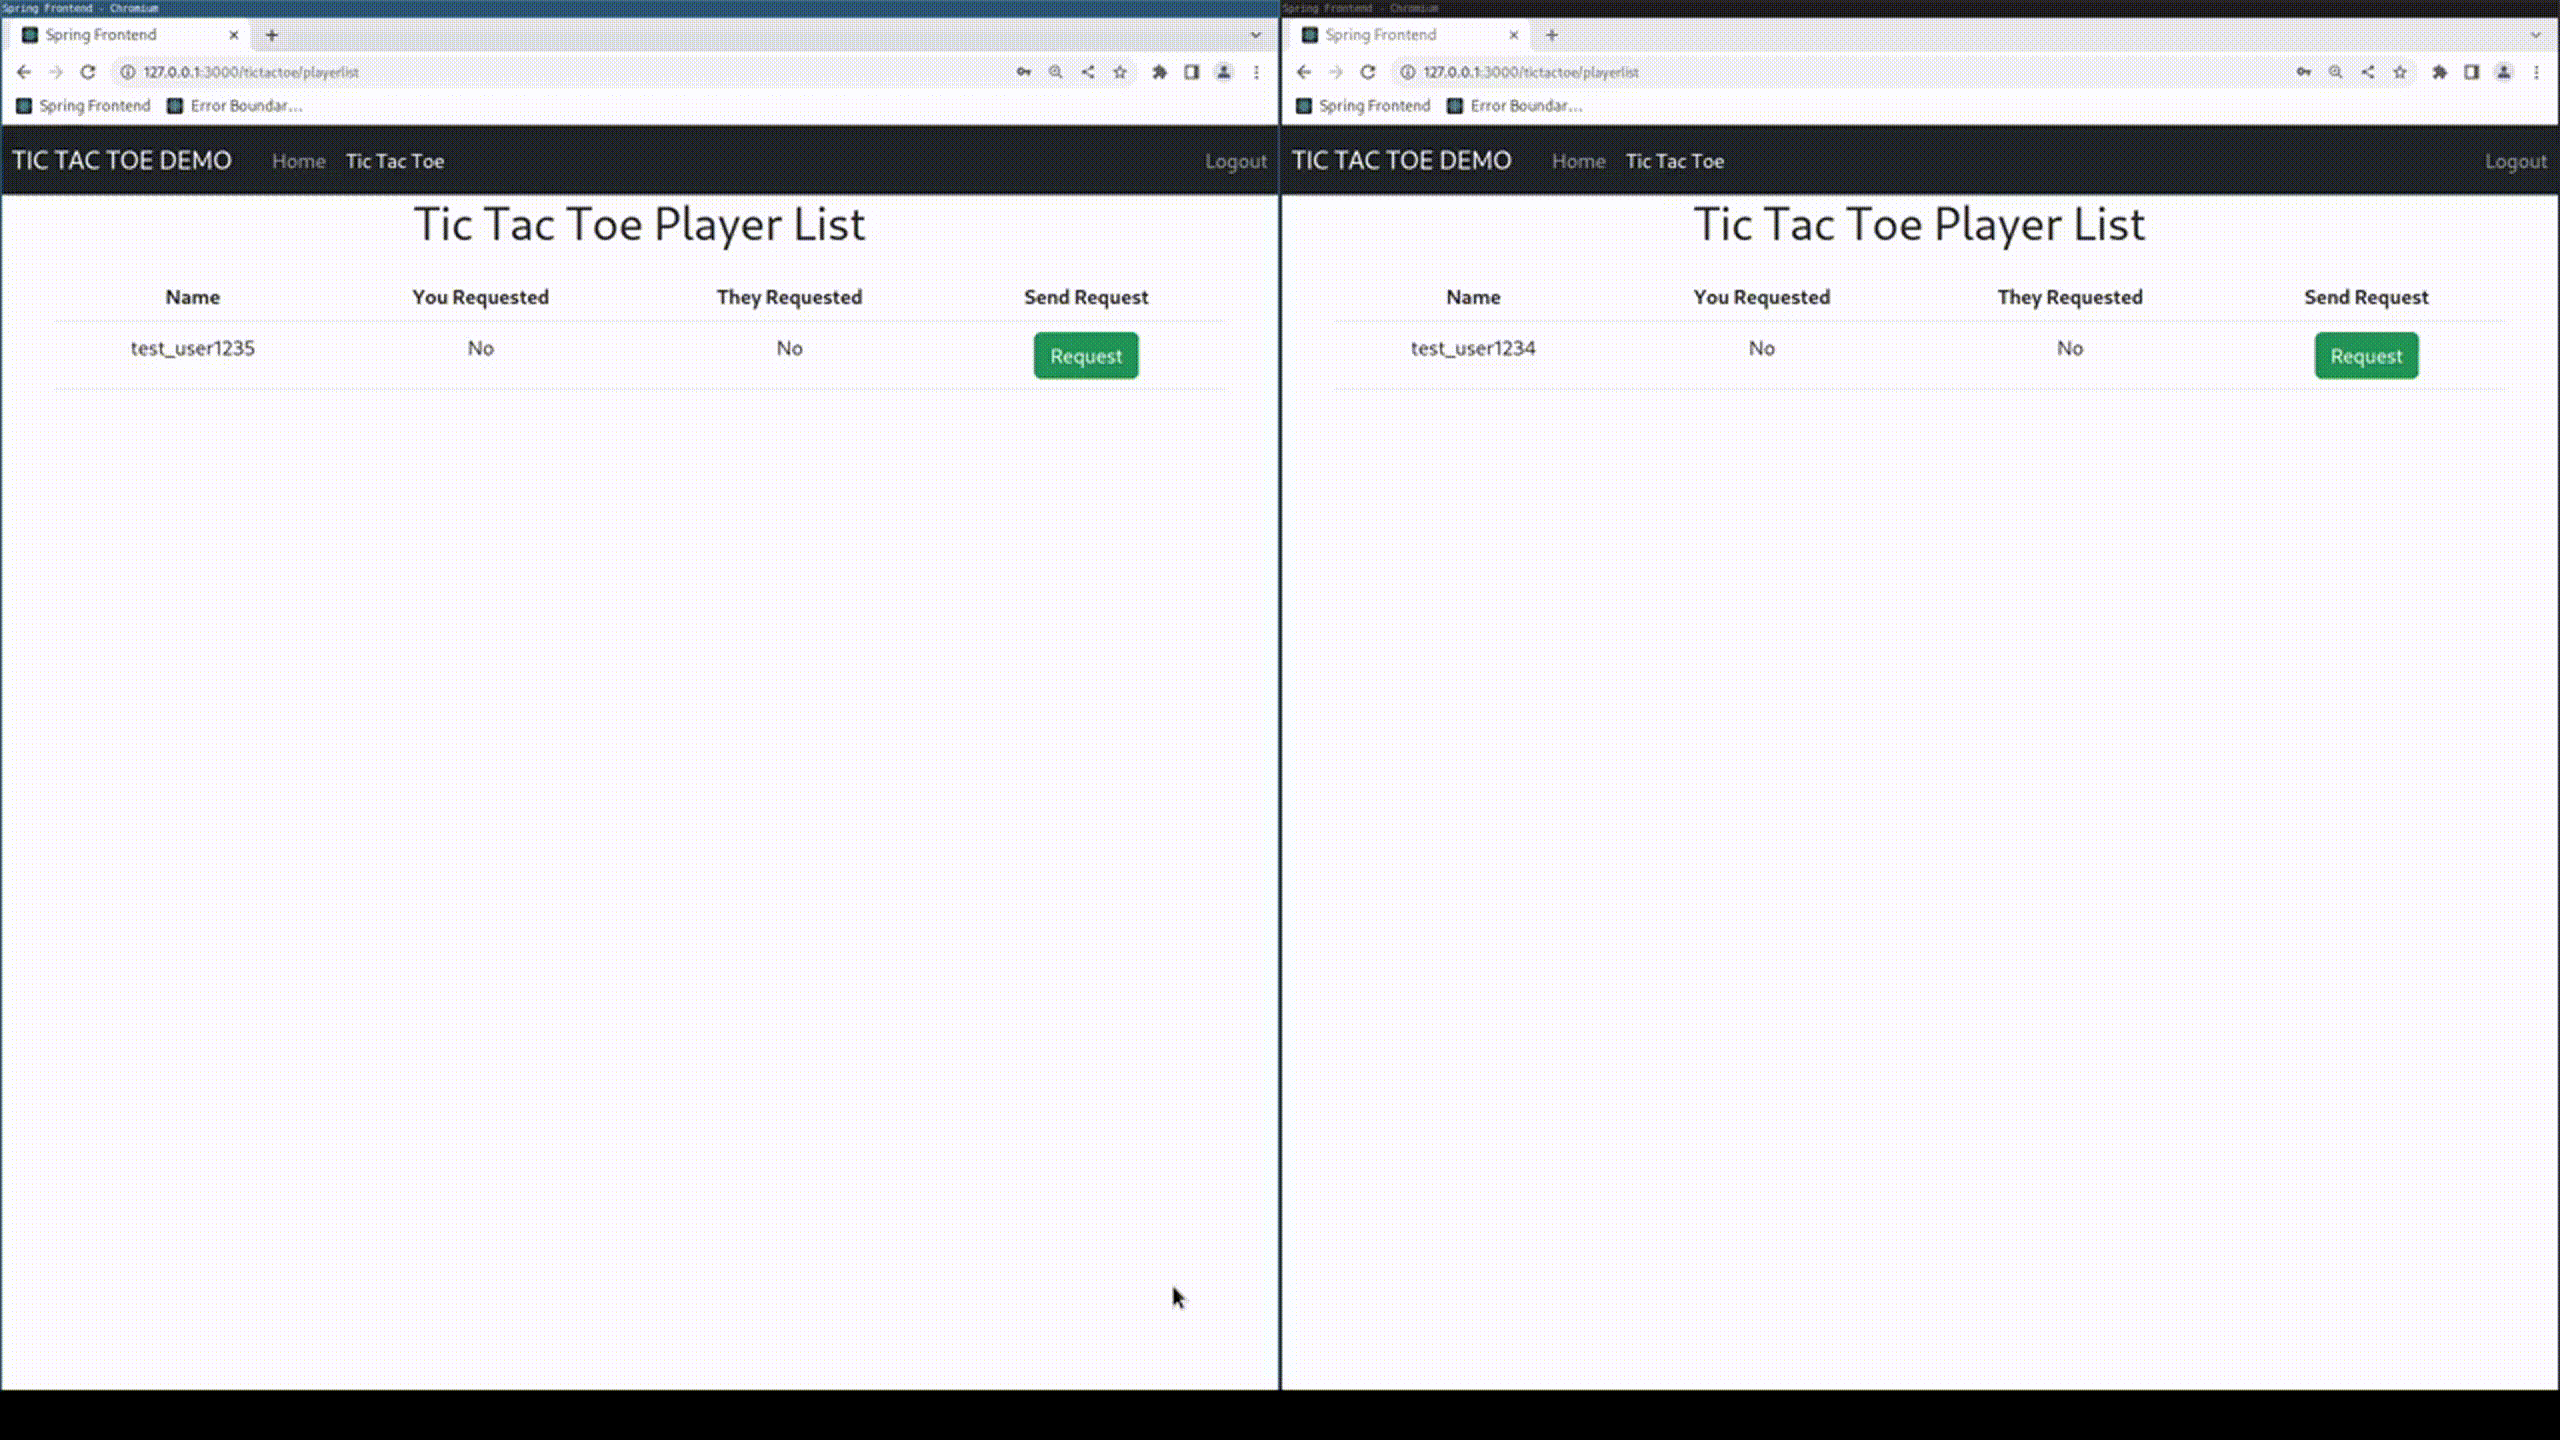 Spring Frontend - Chromium
Spring Frontend
127.0.0.1:3000/tictactoe/playerlist
Spring Frontend Error Boundar...
TIC TAC TOE DEMO Home Tic Tac Toe Logout
Tic Tac Toe Player List
Name You Requested They Requested Send Request
test_user1235 No No Request
Spring Frontend - Chromium
Spring Frontend
127.0.0.1:3000/tictactoe/playerlist
Spring Frontend Error Boundar...
TIC TAC TOE DEMO Home Tic Tac Toe Logout
Tic Tac Toe Player List
Name You Requested They Requested Send Request
test_user1234 No No Request